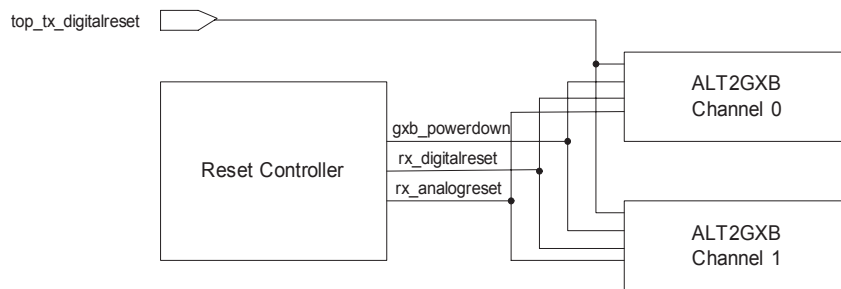 top_tx_digitalreset
ALT2GXB
Channel 0
gxb_powerdown
Reset Controller
rx_digitalreset
rx_analogreset
ALT2GXB
Channel 1